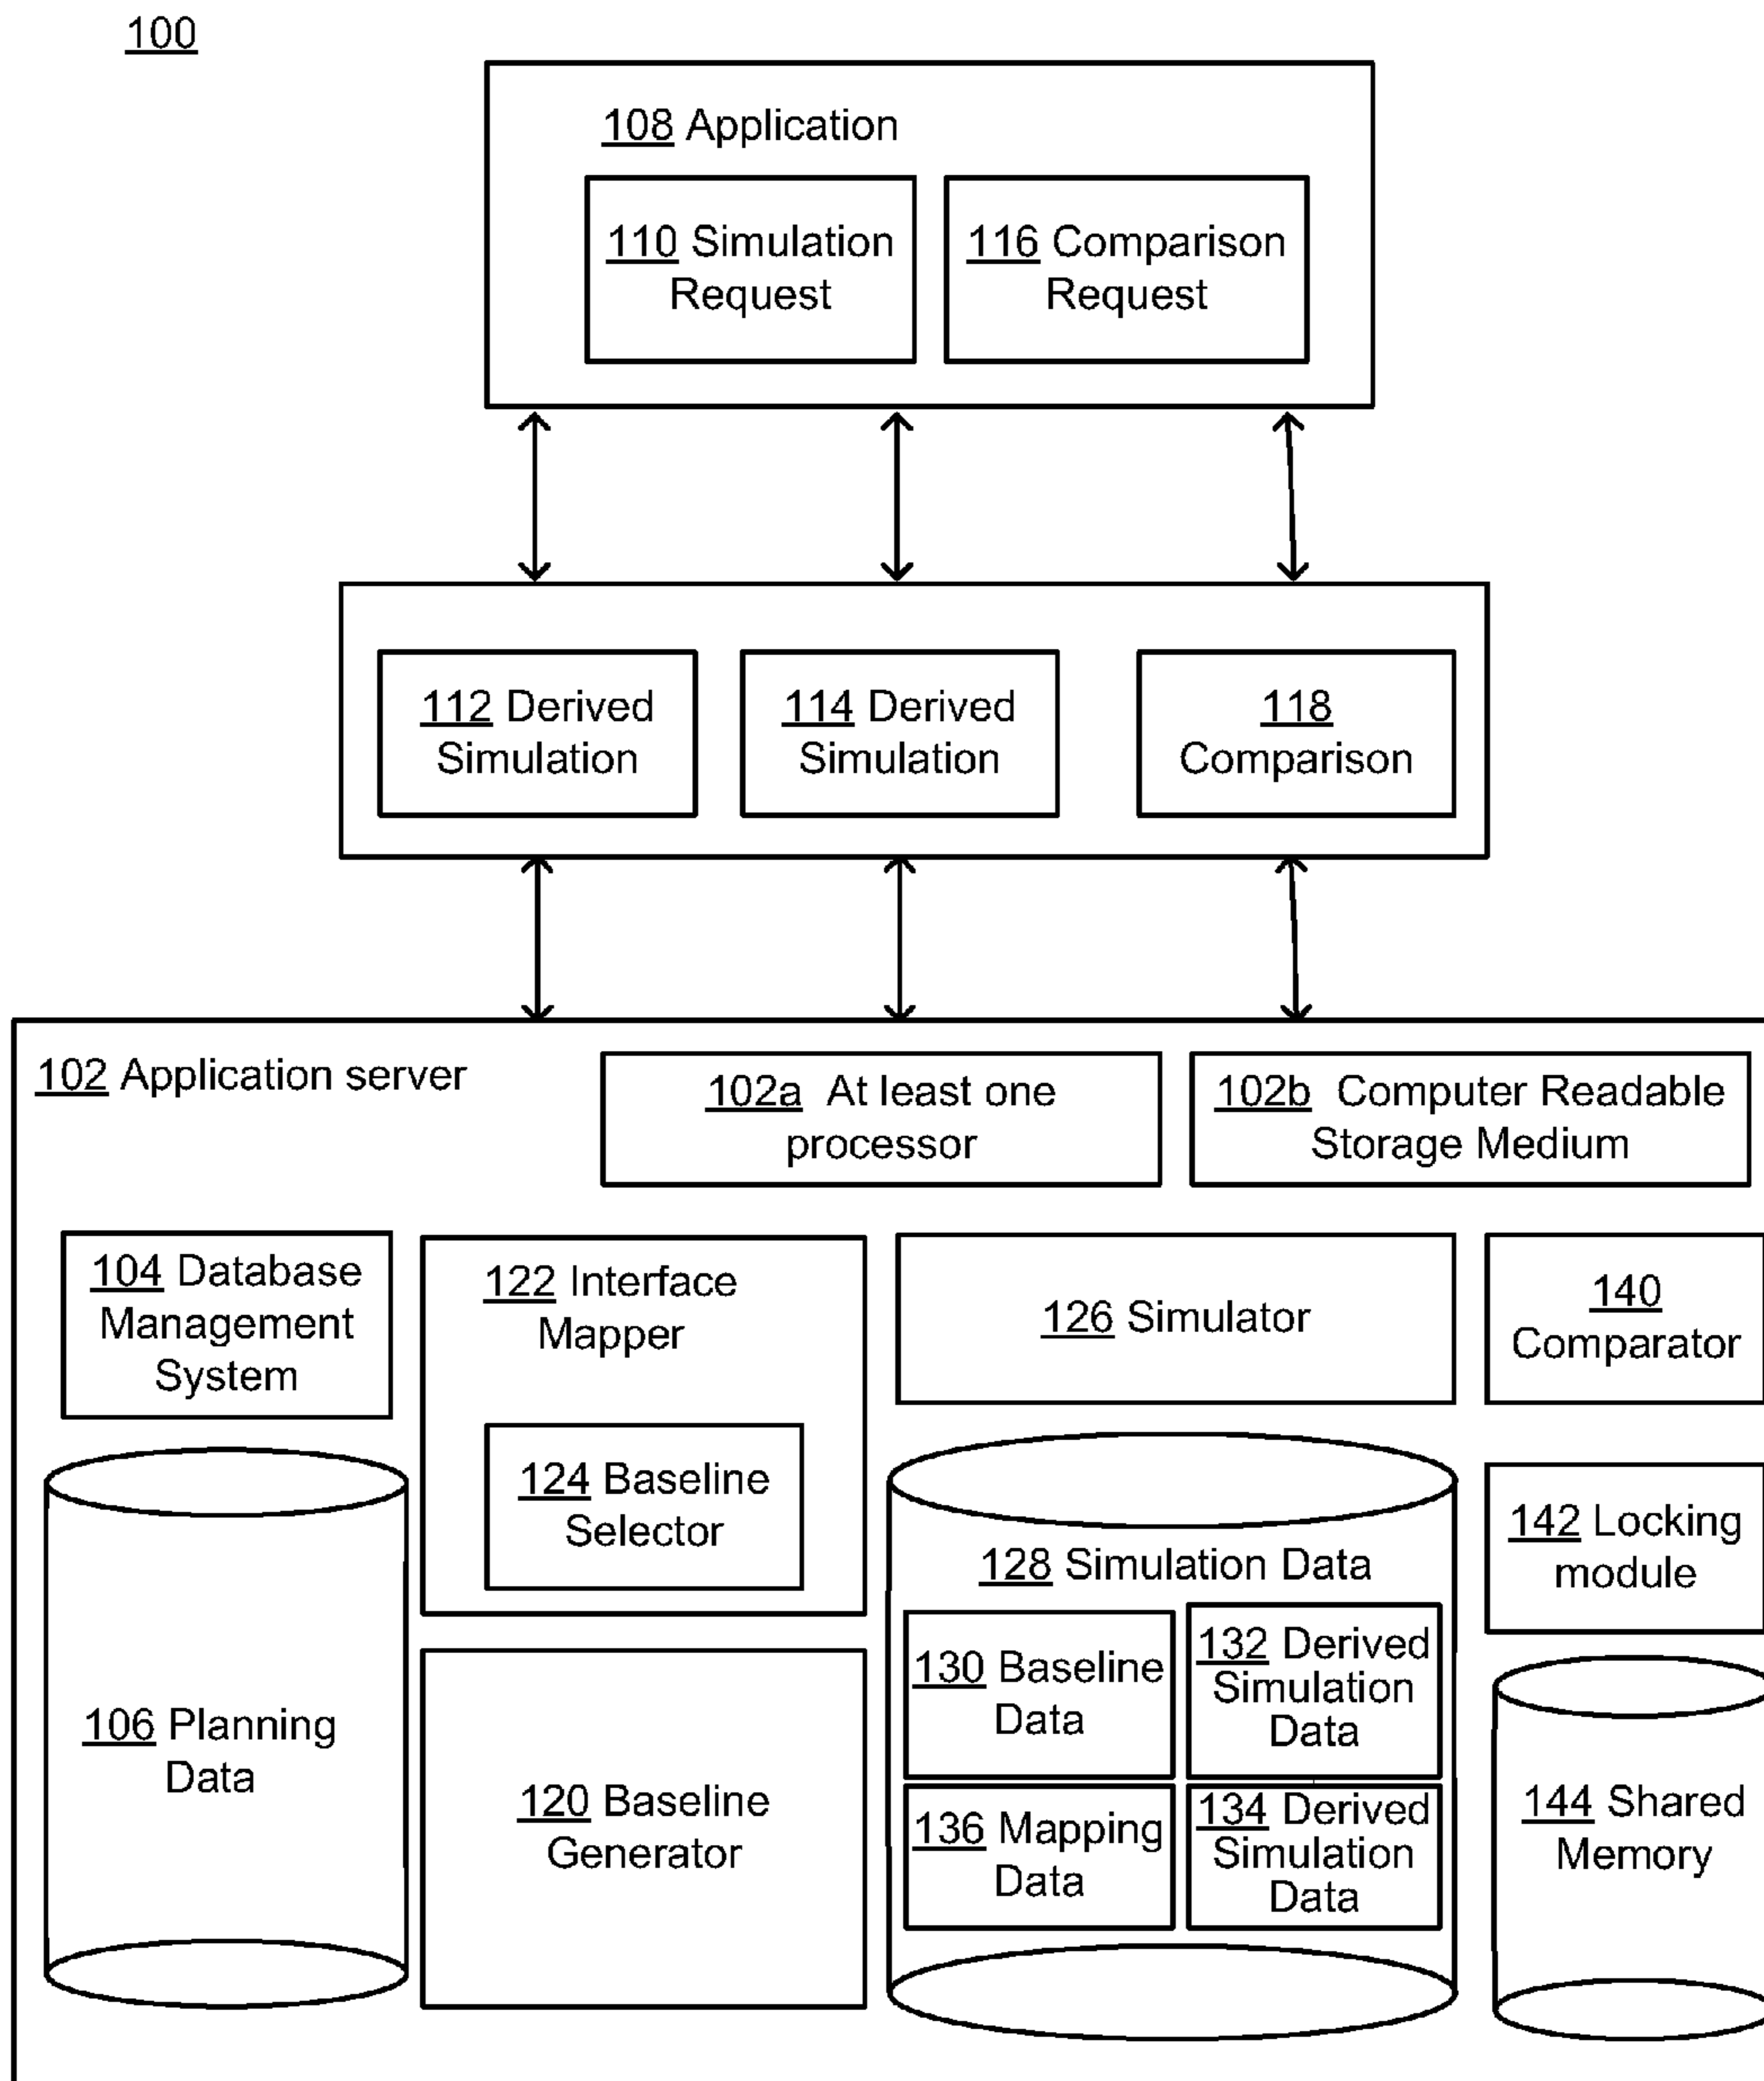 100
108 Application
110 Simulation
Request
116 Comparison
Request
112 Derived
Simulation
114 Derived
Simulation
118
Comparison
102 Application server
102a At least one
processor
102b Computer Readable
Storage Medium
104 Database
Management
System
122 Interface
Mapper
126 Simulator
140
Comparator
124 Baseline
Selector
142 Locking
module
128 Simulation Data
130 Baseline
Data
132 Derived
Simulation
Data
106 Planning
Data
120 Baseline
Generator
136 Mapping
Data
134 Derived
Simulation
Data
144 Shared
Memory